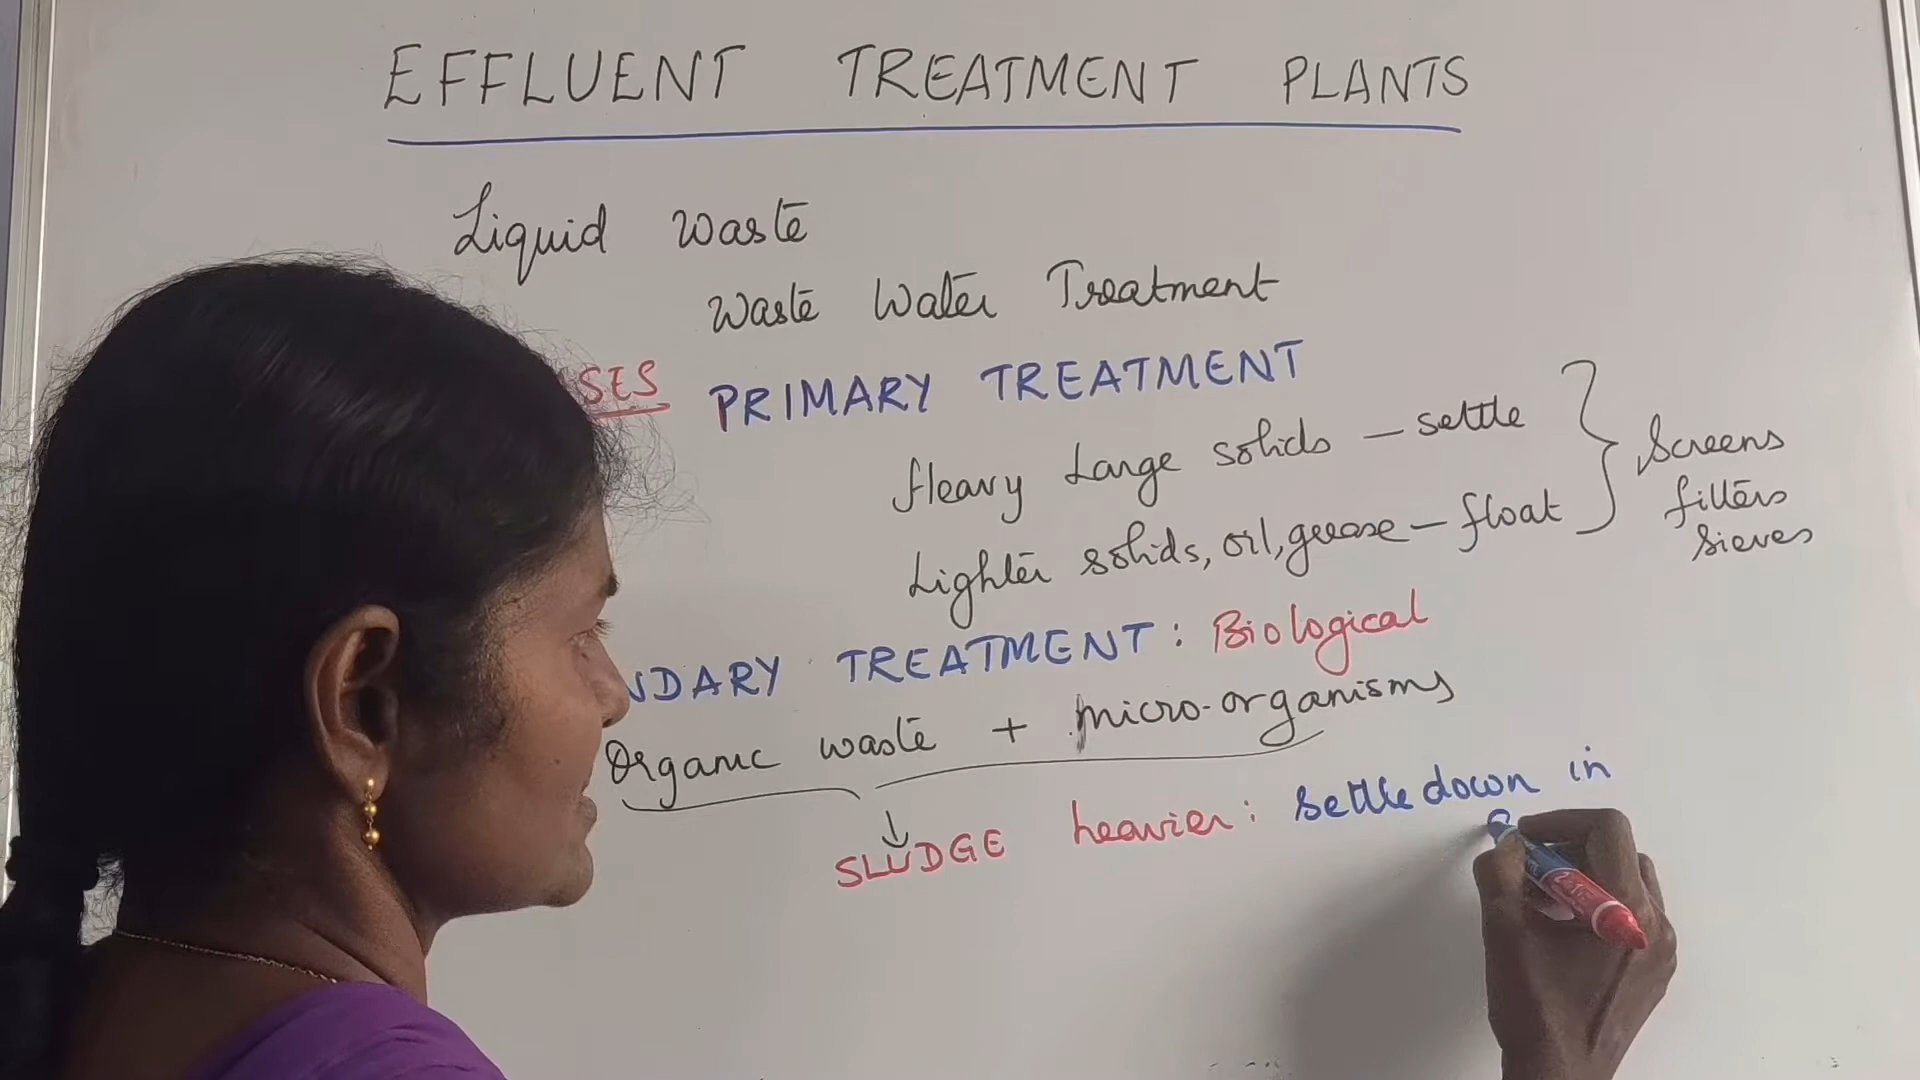 EFFLUENT TREATMENT PLANTS
Liquid waste
Waste Water Treatment
SES PRIMARY TREATMENT
Heavy Large solids - settle
Screens
filters
Sieves
Lighter solids, oil, grease - float
NDARY TREATMENT : Biological
Organic waste + micro-organisms
SLUDGE heavier : settle down in